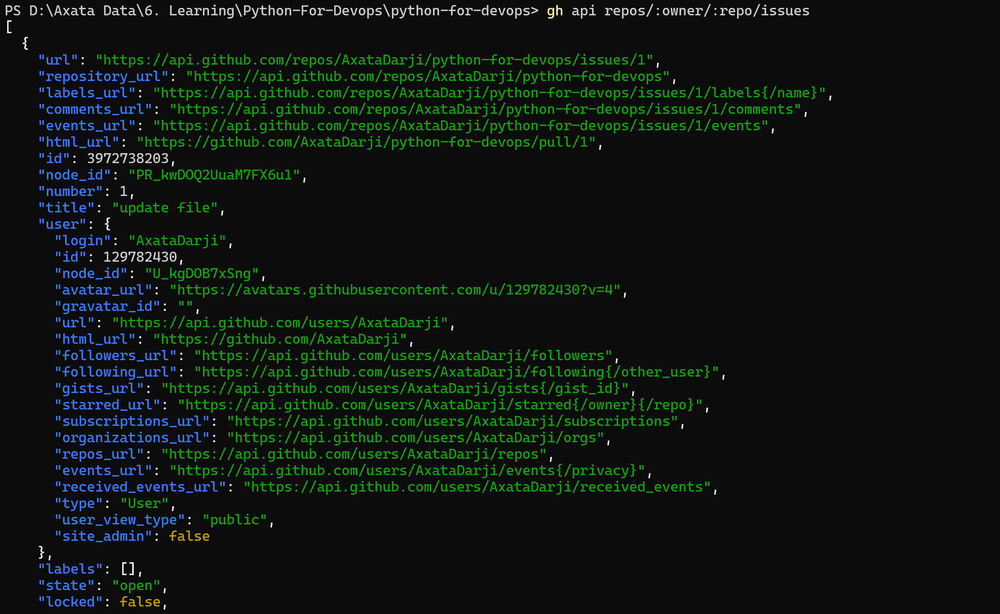 PS D:\Axata Data\6. Learning\Python-For-Devops\python-for-devops> gh api repos/:owner/:repo/issues
[
  {
    "url": "https://api.github.com/repos/AxataDarji/python-for-devops/issues/1",
    "repository_url": "https://api.github.com/repos/AxataDarji/python-for-devops",
    "labels_url": "https://api.github.com/repos/AxataDarji/python-for-devops/issues/1/labels{/name}",
    "comments_url": "https://api.github.com/repos/AxataDarji/python-for-devops/issues/1/comments",
    "events_url": "https://api.github.com/repos/AxataDarji/python-for-devops/issues/1/events",
    "html_url": "https://github.com/AxataDarji/python-for-devops/pull/1",
    "id": 3972738203,
    "node_id": "PR_kwDOQ2UuaM7FX6u1",
    "number": 1,
    "title": "update file",
    "user": {
      "login": "AxataDarji",
      "id": 129782430,
      "node_id": "U_kgDOB7xSng",
      "avatar_url": "https://avatars.githubusercontent.com/u/129782430?v=4",
      "gravatar_id": "",
      "url": "https://api.github.com/users/AxataDarji",
      "html_url": "https://github.com/AxataDarji",
      "followers_url": "https://api.github.com/users/AxataDarji/followers",
      "following_url": "https://api.github.com/users/AxataDarji/following{/other_user}",
      "gists_url": "https://api.github.com/users/AxataDarji/gists{/gist_id}",
      "starred_url": "https://api.github.com/users/AxataDarji/starred{/owner}{/repo}",
      "subscriptions_url": "https://api.github.com/users/AxataDarji/subscriptions",
      "organizations_url": "https://api.github.com/users/AxataDarji/orgs",
      "repos_url": "https://api.github.com/users/AxataDarji/repos",
      "events_url": "https://api.github.com/users/AxataDarji/events{/privacy}",
      "received_events_url": "https://api.github.com/users/AxataDarji/received_events",
      "type": "User",
      "user_view_type": "public",
      "site_admin": false
    },
    "labels": [],
    "state": "open",
    "locked": false,